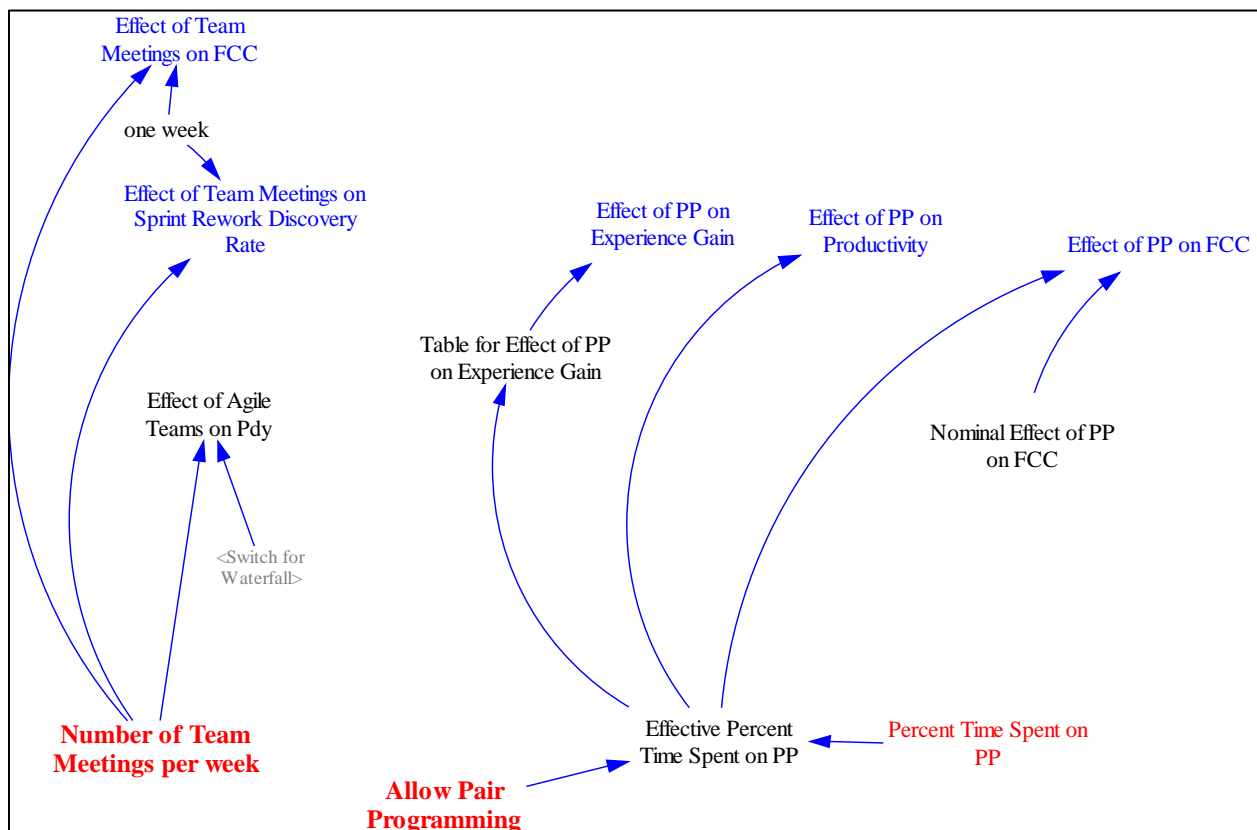 Effect of Team
Meetings on FCC
one week
Effect of Team Meetings on
Sprint Rework Discovery
Rate
Effect of PP on
Experience Gain
Effect of PP on
Productivity
Effect of PP on FCC
Table for Effect of PP
on Experience Gain
Effect of Agile
Teams on Pdy
Nominal Effect of PP
on FCC
<Switch for
Waterfall>
Number of Team
Meetings per week
Effective Percent
Time Spent on PP
Percent Time Spent on
PP
Allow Pair
Programming